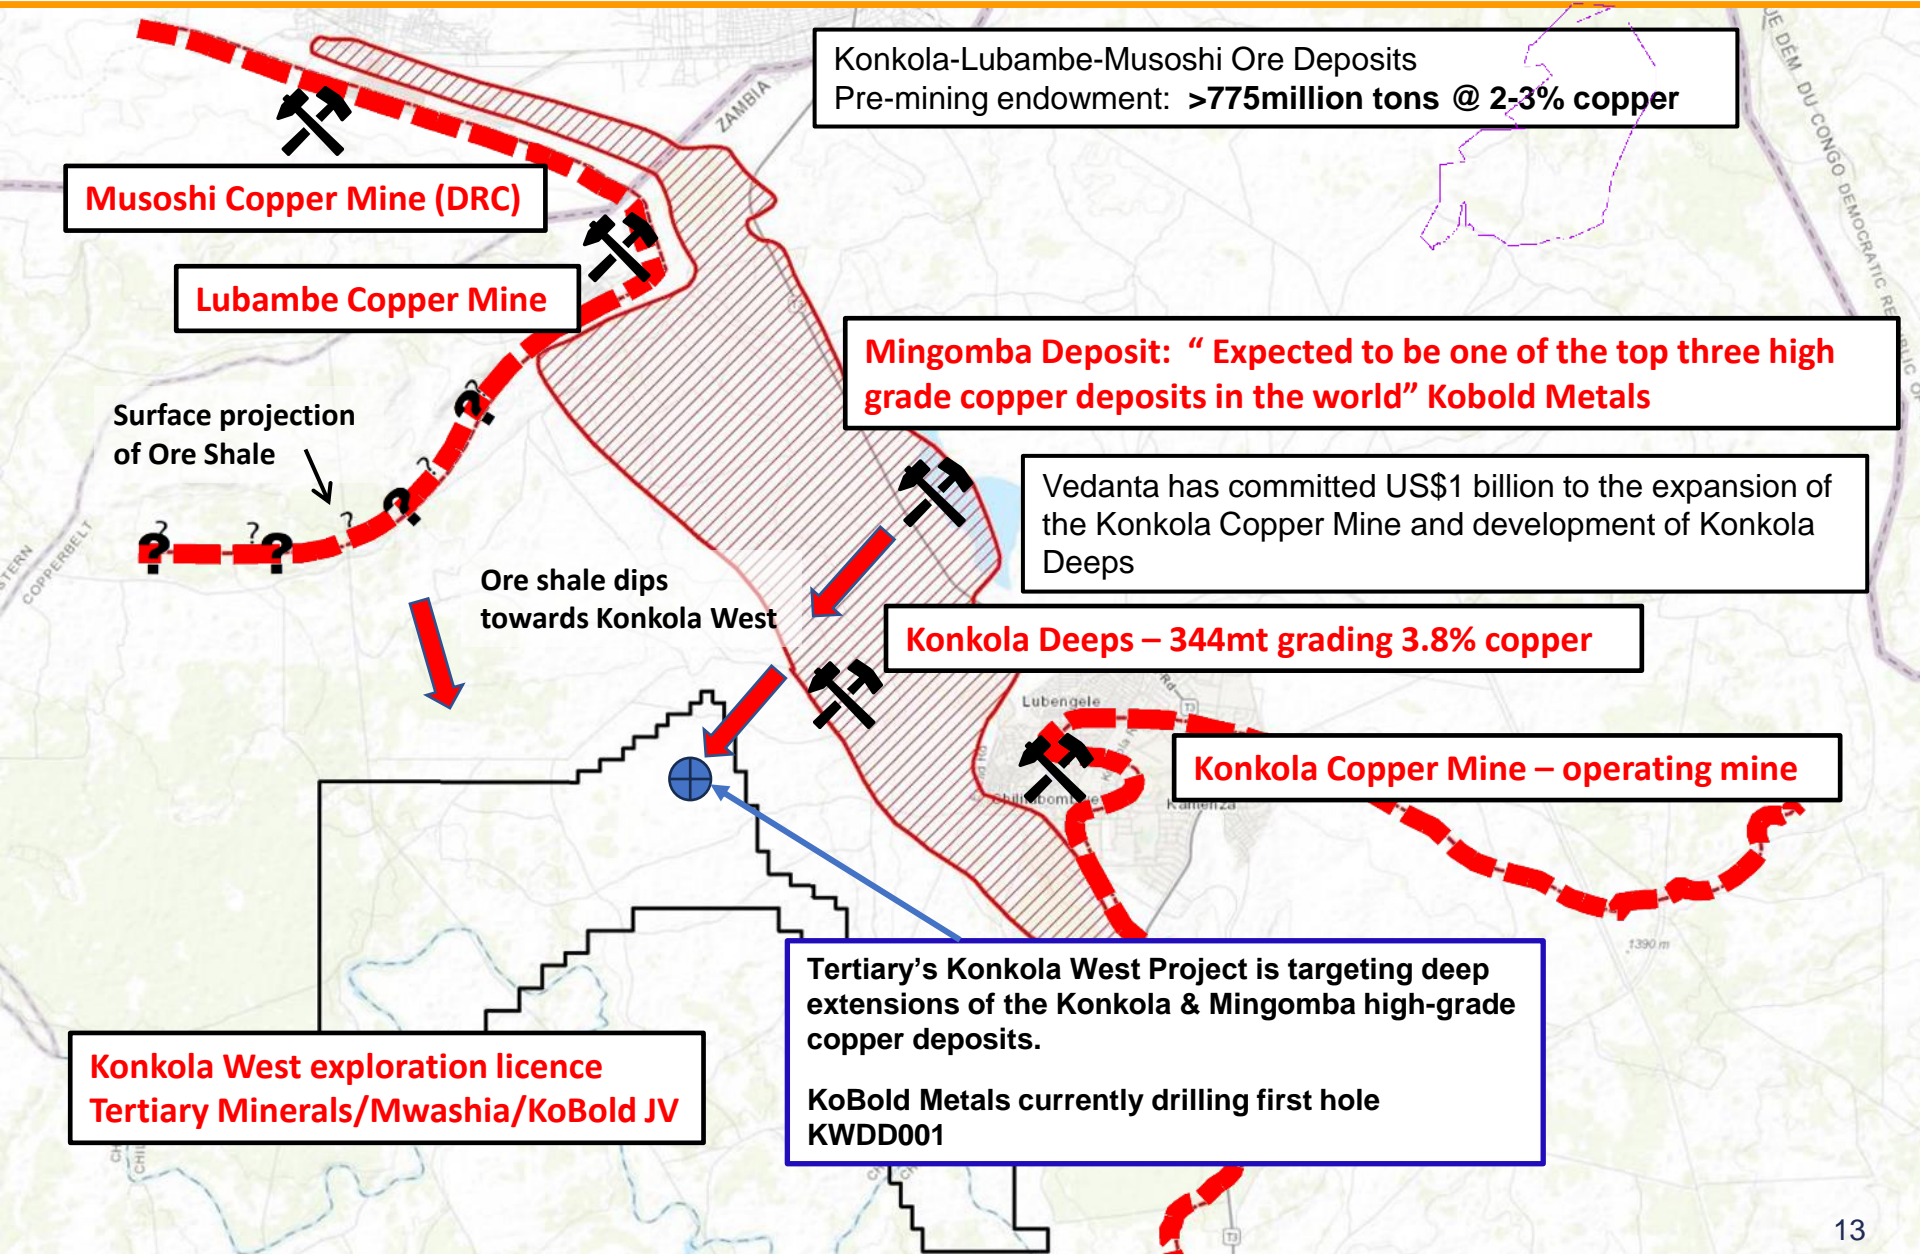 Konkola-Lubambe-Musoshi Ore Deposits
Pre-mining endowment: >775million tons @ 2-3% copper
ZAMBIA
Musoshi Copper Mine (DRC)
Lubambe Copper Mine
Mingomba Deposit: “ Expected to be one of the top three high
grade copper deposits in the world” Kobold Metals
Surface projection
of Ore Shale
?
?
?
?
?
?
?
?
?
Vedanta has committed US$1 billion to the expansion of
the Konkola Copper Mine and development of Konkola
Deeps
COPPERBELT
Ore shale dips
towards Konkola West
Konkola Deeps – 344mt grading 3.8% copper
Lubengele
Rd
T3
Konkola Copper Mine – operating mine
Kamenza
1390 m
Tertiary’s Konkola West Project is targeting deep
extensions of the Konkola & Mingomba high-grade
copper deposits.
KoBold Metals currently drilling first hole
KWDD001
Konkola West exploration licence
Tertiary Minerals/Mwashia/KoBold JV
T3
13